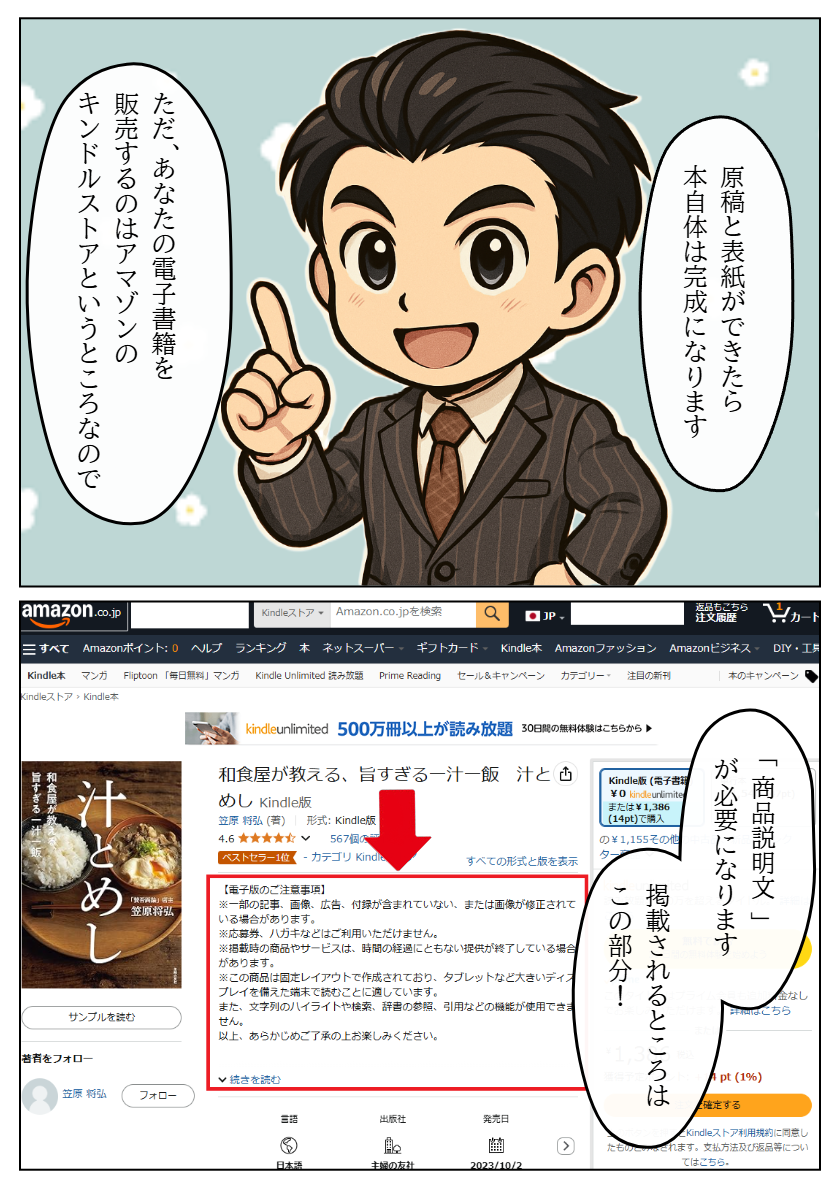 原稿と表紙ができたら
本自体は完成になります
ただ、あなたの電子書籍を
販売するのはアマゾンの
キンドルストアというところなので
amazon.co.jp
Kindleストア
Amazon.co.jpを検索
JP
返品もこちら
注文履歴
1
カート
すべて
Amazonポイント: 0
ヘルプ
ランキング
本
ネットスーパー
ギフトカード
Kindle本
Amazonファッション
Amazonビジネス
DIY・工具
Kindle本
マンガ
Fliptoon 「毎日無料」マンガ
Kindle Unlimited 読み放題
Prime Reading
セール&キャンペーン
カテゴリー
注目の新刊
本のキャンペーン
Kindleストア › Kindle本
kindleunlimited 500万冊以上が読み放題 30日間の無料体験はこちらから
「商品説明文」
が必要になります
掲載されるところは
この部分!
和食屋が教える、
旨すぎる一汁一飯
汁とめし
「賛否両論」店主
笠原将弘
サンプルを読む
著者をフォロー
笠原 将弘
フォロー
和食屋が教える、旨すぎる一汁一飯 汁と
めし Kindle版
笠原 将弘 (著)
形式: Kindle版
4.6
567個の
ベストセラー1位
- カテゴリ Kindle
すべての形式と版を表示
【電子版のご注意事項】
※一部の記事、画像、広告、付録が含まれていない、または画像が修正されて
いる場合があります。
※応募券、ハガキなどはご利用いただけません。
※掲載時の商品やサービスは、時間の経過にともない提供が終了している場合
があります。
※この商品は固定レイアウトで作成されており、タブレットなど大きいディス
プレイを備えた端末で読むことに適しています。
また、文字列のハイライトや検索、辞書の参照、引用などの機能が使用できま
せん。
以上、あらかじめご了承の上お楽しみください。
続きを読む
言語
日本語
出版社
主婦の友社
発売日
2023/10/2
Kindle版 (電子書籍
¥0 kindleunlimited
または¥1,386
(14pt)で購入
の¥1,155その他
pt (1%)
確定する
Kindleストア利用規約に同意し
たものとみなされます。支払方法及び返品等につい
てはこちら。